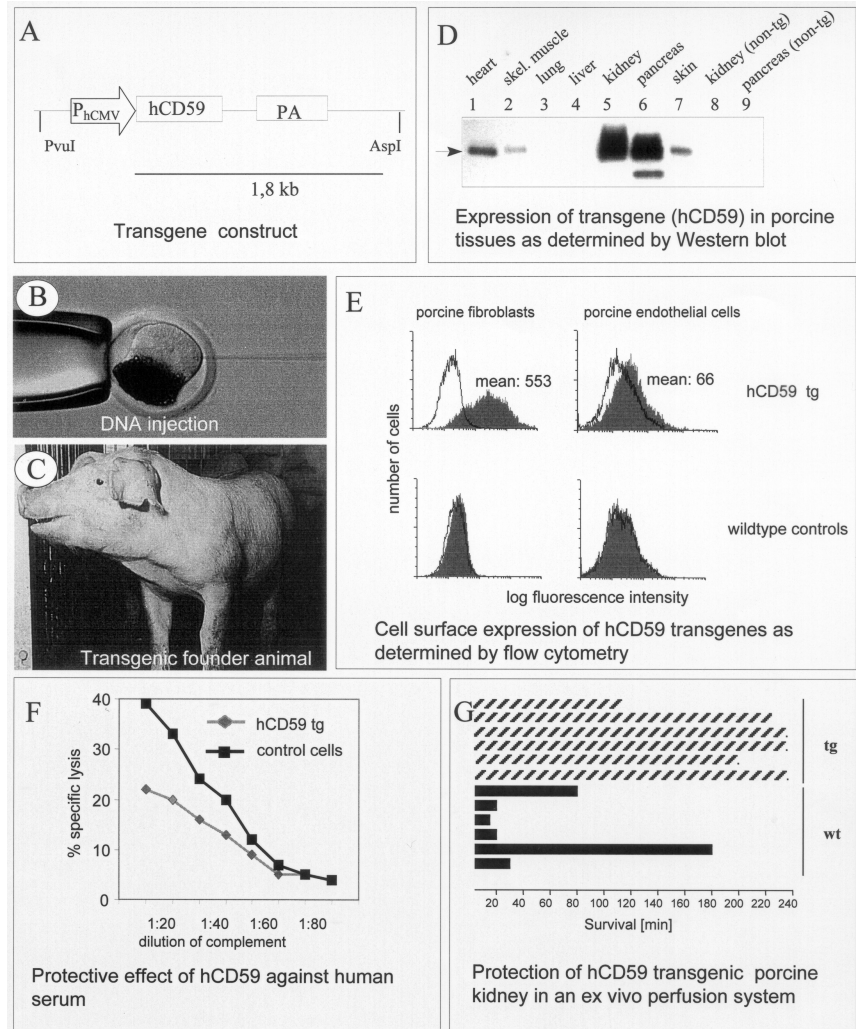 A
P hCMV
hCD59
PA
PvuI
AspI
1,8 kb
Transgene construct
D
heart
skel. muscle
lung
liver
kidney
pancreas
skin
kidney (non-tg)
pancreas (non-tg)
1 2 3 4 5 6 7 8 9
Expression of transgene (hCD59) in porcine
tissues as determined by Western blot
B
DNA injection
C
Transgenic founder animal
E
porcine fibroblasts
porcine endothelial cells
mean: 553
mean: 66
hCD59 tg
number of cells
wildtype controls
log fluorescence intensity
Cell surface expression of hCD59 transgenes as
determined by flow cytometry
F
40
30
20
10
0
% specific lysis
hCD59 tg
control cells
1:20 1:40 1:60 1:80
dilution of complement
Protective effect of hCD59 against human
serum
G
tg
wt
20 40 60 80 100 120 140 160 180 200 220 240
Survival [min]
Protection of hCD59 transgenic porcine
kidney in an ex vivo perfusion system